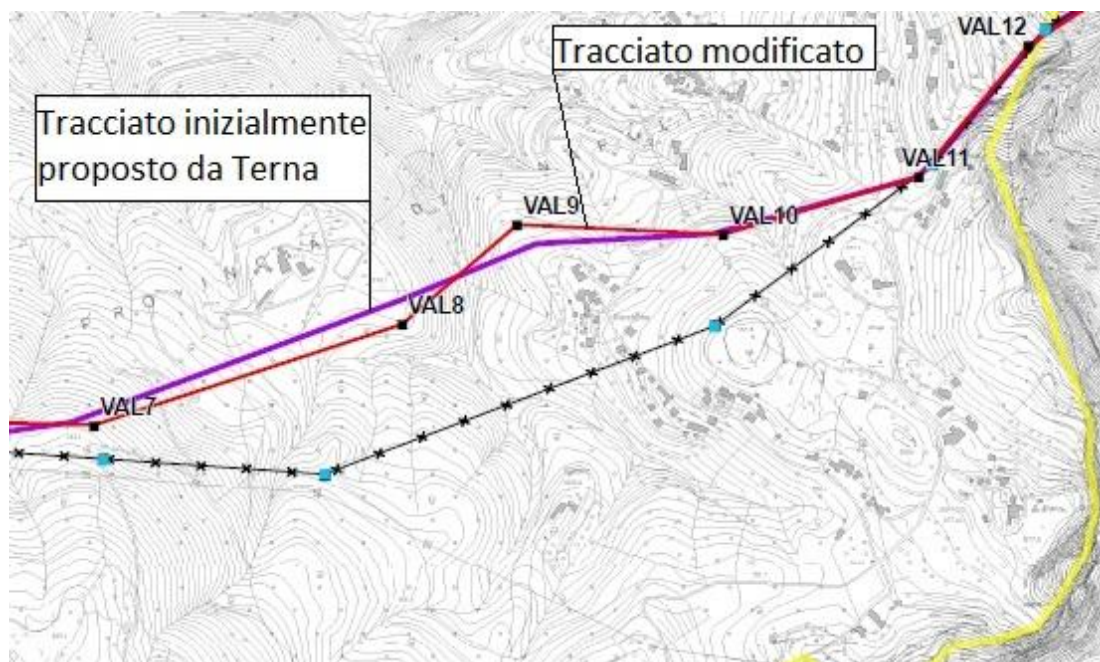 VAL12
Tracciato modificato
Tracciato inizialmente
proposto da Terna
VAL11
VAL9
VAL10
VAL8
VAL7